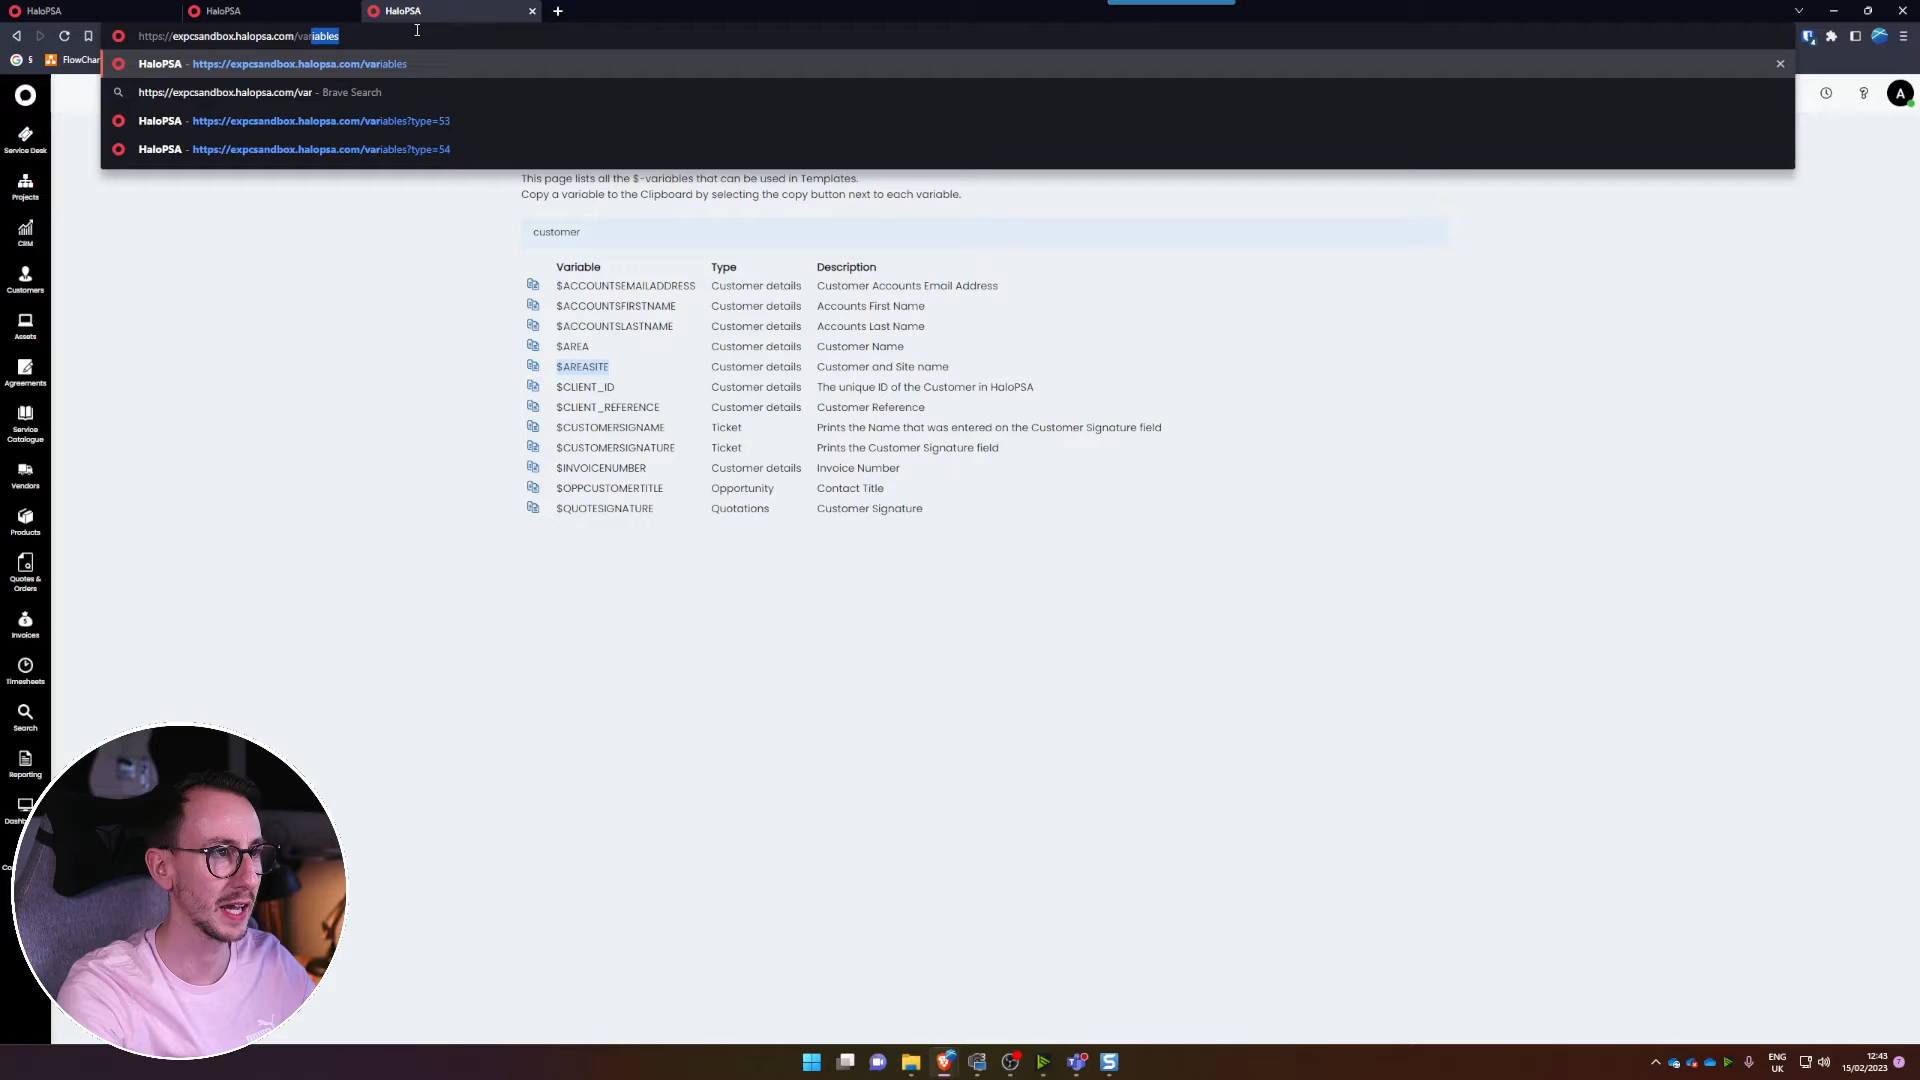 HaloPSA
HaloPSA
HaloPSA
https://expcsandbox.halopsa.com/variables
HaloPSA - https://expcsandbox.halopsa.com/variables
https://expcsandbox.halopsa.com/var - Brave Search
HaloPSA - https://expcsandbox.halopsa.com/variables?type=53
HaloPSA - https://expcsandbox.halopsa.com/variables?type=54
FlowChar
A
Service Desk
Projects
CRM
Customers
Assets
Agreements
Service
Catalogue
Vendors
Products
Quotes &
Orders
Invoices
Timesheets
Search
Reporting
This page lists all the $-variables that can be used in Templates.
Copy a variable to the Clipboard by selecting the copy button next to each variable.
customer
Variable Type Description
$ACCOUNTSEMAILADDRESS Customer details Customer Accounts Email Address
$ACCOUNTSFIRSTNAME Customer details Accounts First Name
$ACCOUNTSLASTNAME Customer details Accounts Last Name
$AREA Customer details Customer Name
$AREASITE Customer details Customer and Site name
$CLIENT_ID Customer details The unique ID of the Customer in HaloPSA
$CLIENT_REFERENCE Customer details Customer Reference
$CUSTOMERSIGNAME Ticket Prints the Name that was entered on the Customer Signature field
$CUSTOMERSIGNATURE Ticket Prints the Customer Signature field
$INVOICENUMBER Customer details Invoice Number
$OPPCUSTOMERTITLE Opportunity Contact Title
$QUOTESIGNATURE Quotations Customer Signature
ENG
UK
12:43
15/02/2023